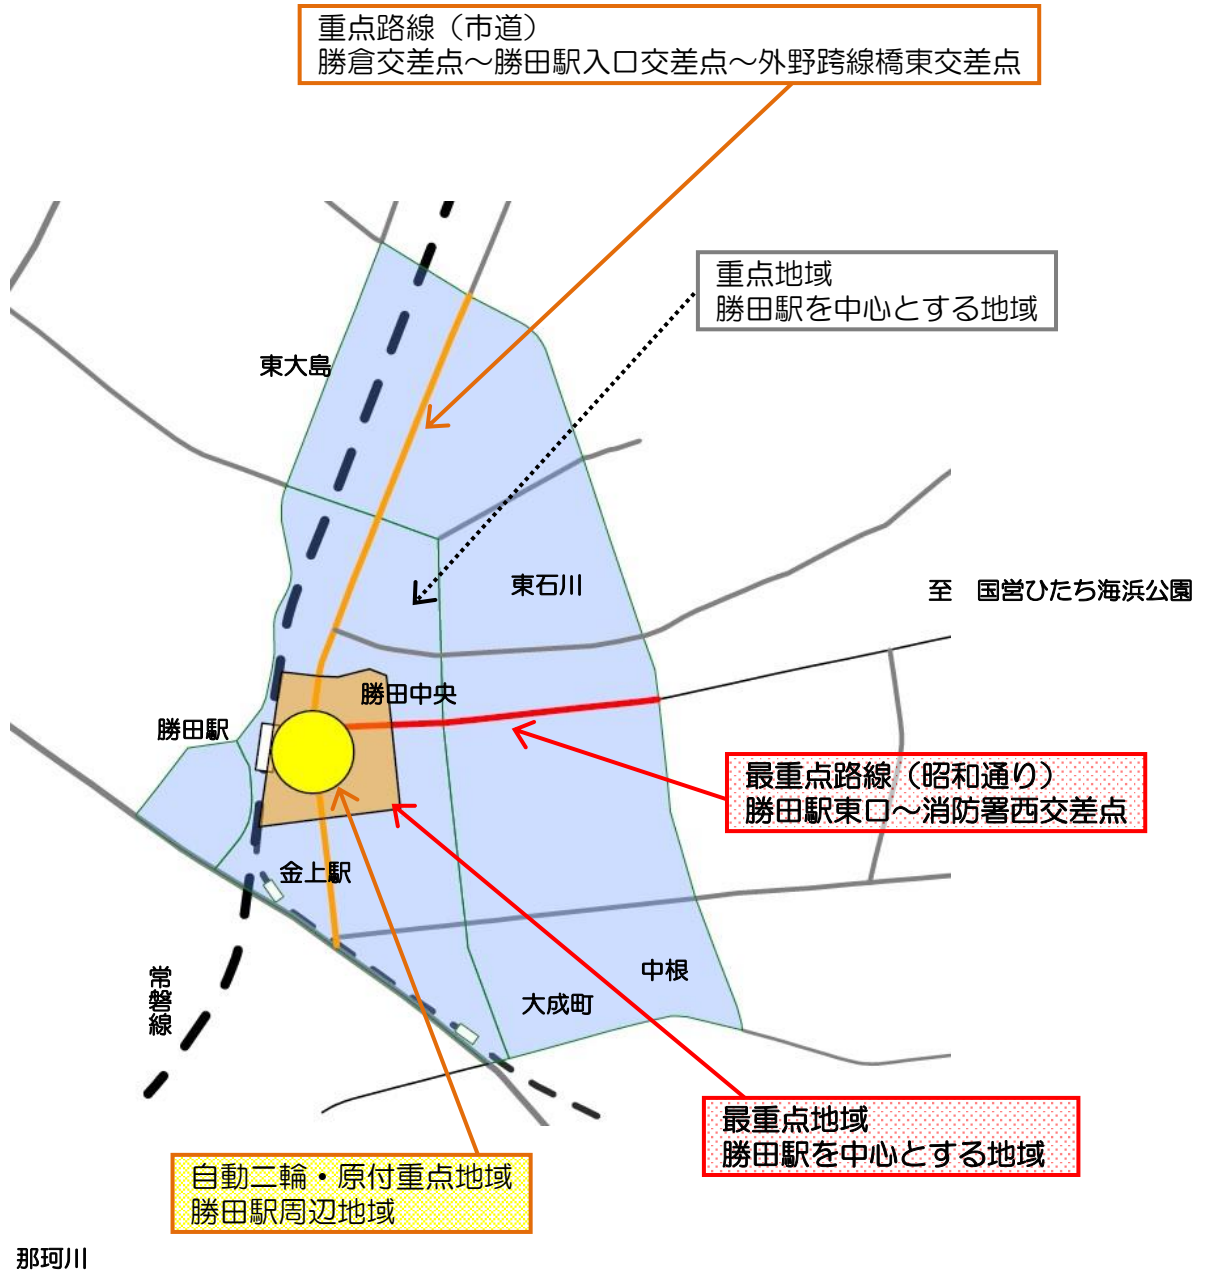 重点路線（市道）
勝倉交差点～勝田駅入口交差点～外野跨線橋東交差点
重点地域
勝田駅を中心とする地域
東大島
東石川
至　国営ひたち海浜公園
勝田中央
勝田駅
最重点路線（昭和通り）
勝田駅東口～消防署西交差点
金上駅
中根
常磐線
大成町
最重点地域
勝田駅を中心とする地域
自動二輪・原付重点地域
勝田駅周辺地域
那珂川